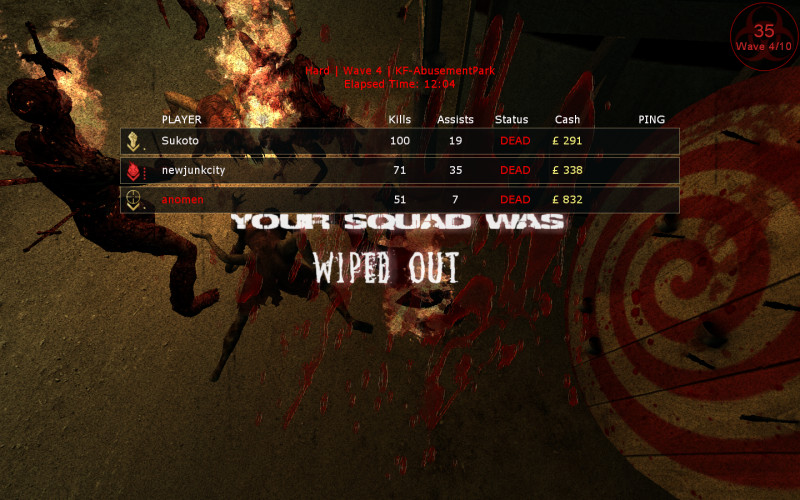 35
Wave 4/10
Hard | Wave 4 | KF-AbusementPark
Elapsed Time: 12:04
PLAYER Kills Assists Status Cash PING
Sukoto 100 19 DEAD £ 291
newjunkcity 71 35 DEAD £ 338
anomen 51 7 DEAD £ 832
YOUR SQUAD WAS
WIPED OUT